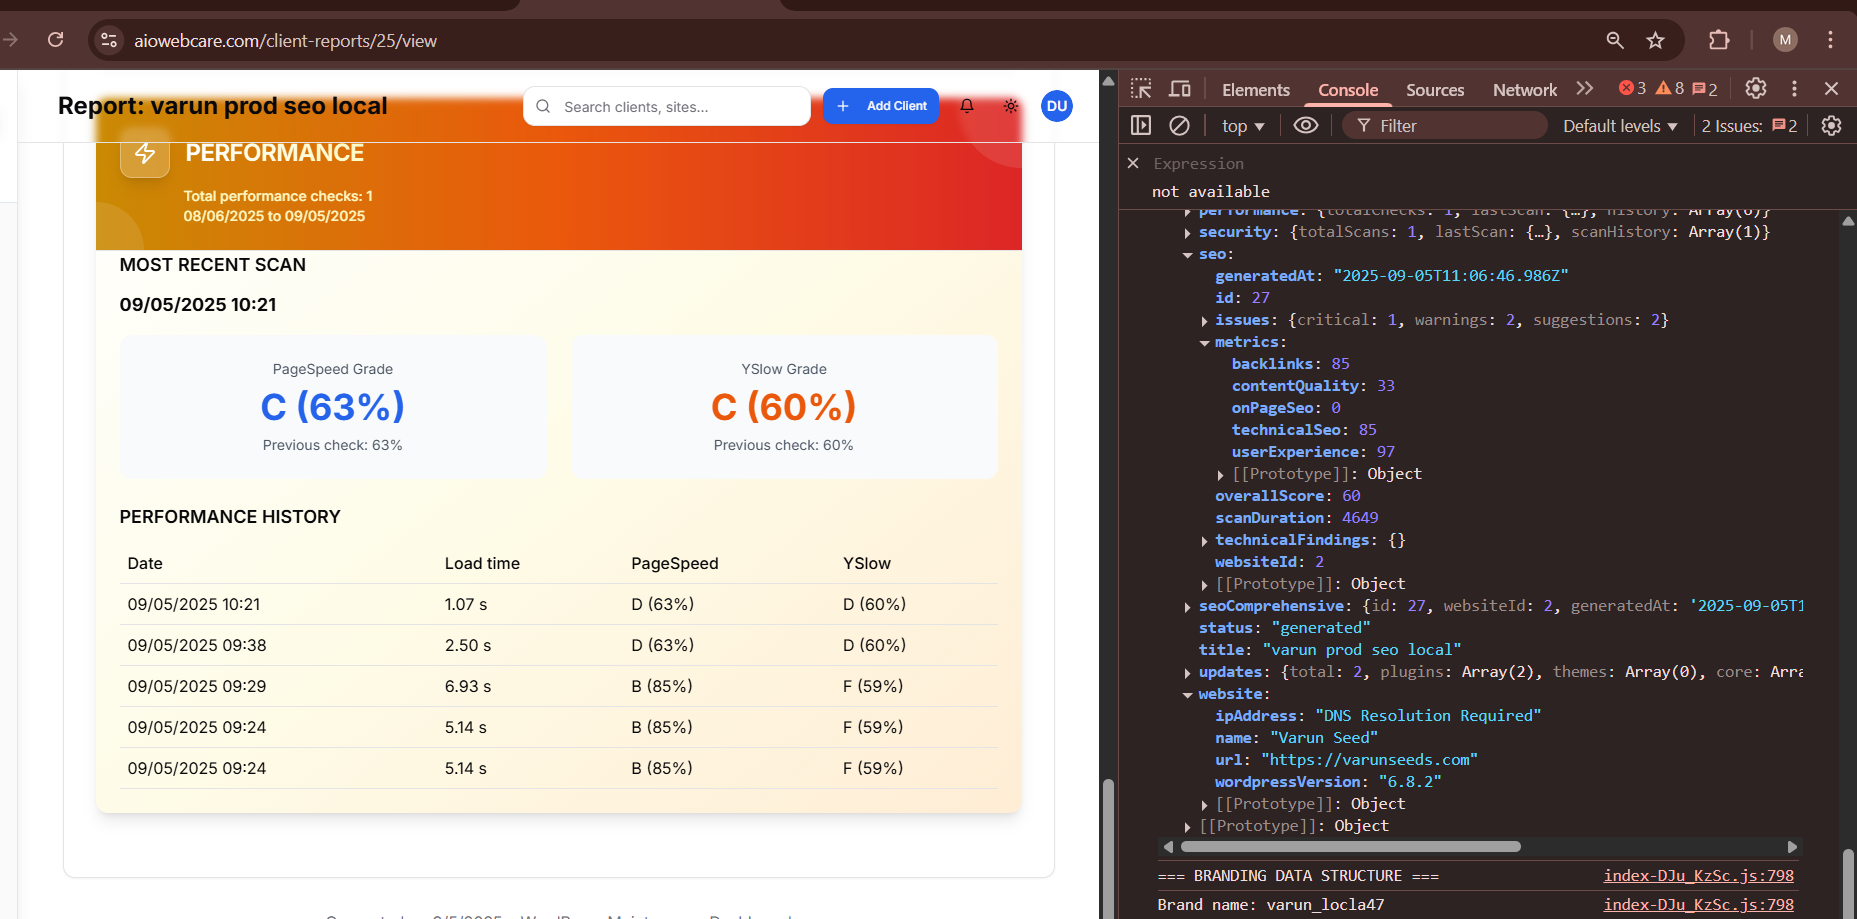 aiowebcare.com/client-reports/25/view
M
Report: varun prod seo local
Search clients, sites...
+ Add Client
DU
PERFORMANCE
Total performance checks: 1
08/06/2025 to 09/05/2025
MOST RECENT SCAN
09/05/2025 10:21
PageSpeed Grade
C (63%)
Previous check: 63%
YSlow Grade
C (60%)
Previous check: 60%
PERFORMANCE HISTORY
Date Load time PageSpeed YSlow
09/05/2025 10:21 1.07 s D (63%) D (60%)
09/05/2025 09:38 2.50 s D (63%) D (60%)
09/05/2025 09:29 6.93 s B (85%) F (59%)
09/05/2025 09:24 5.14 s B (85%) F (59%)
09/05/2025 09:24 5.14 s B (85%) F (59%)
Elements Console Sources Network 3 8 2
top Filter Default levels 2 Issues: 2
Expression
not available
performance: {totalChecks: 1, lastScan: {…}, history: Array(6)}
security: {totalScans: 1, lastScan: {…}, scanHistory: Array(1)}
seo:
generatedAt: "2025-09-05T11:06:46.986Z"
id: 27
issues: {critical: 1, warnings: 2, suggestions: 2}
metrics:
backlinks: 85
contentQuality: 33
onPageSeo: 0
technicalSeo: 85
userExperience: 97
[[Prototype]]: Object
overallScore: 60
scanDuration: 4649
technicalFindings: {}
websiteId: 2
[[Prototype]]: Object
seoComprehensive: {id: 27, websiteId: 2, generatedAt: '2025-09-05T1
status: "generated"
title: "varun prod seo local"
updates: {total: 2, plugins: Array(2), themes: Array(0), core: Arra
website:
ipAddress: "DNS Resolution Required"
name: "Varun Seed"
url: "https://varunseeds.com"
wordpressVersion: "6.8.2"
[[Prototype]]: Object
[[Prototype]]: Object
=== BRANDING DATA STRUCTURE === index-DJu_KzSc.js:798
Brand name: varun_locla47 index-DJu_KzSc.js:798